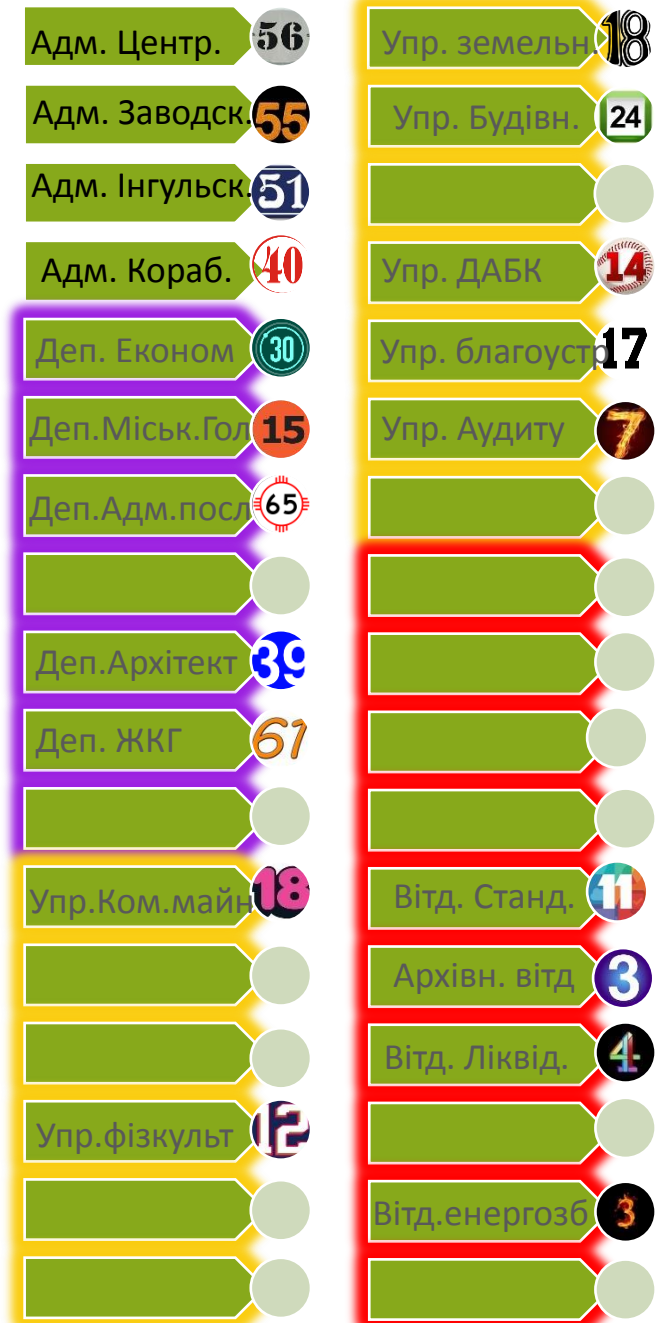 Адм. Центр. 56
Адм. Заводск. 55
Адм. Інгульск. 51
Адм. Кораб. 40
Деп. Економ 30
Деп.Міськ.Гол 15
Деп.Адм.посл 65
Деп.Архітект 39
Деп. ЖКГ 61
Упр.Ком.майн 18
Упр.фізкульт 12
Упр. земельн. 18
Упр. Будівн. 24
Упр. ДАБК 14
Упр. благоустр 17
Упр. Аудиту 7
Вітд. Станд. 11
Архівн. вітд 3
Вітд. Ліквід. 4
Вітд.енергозб 3